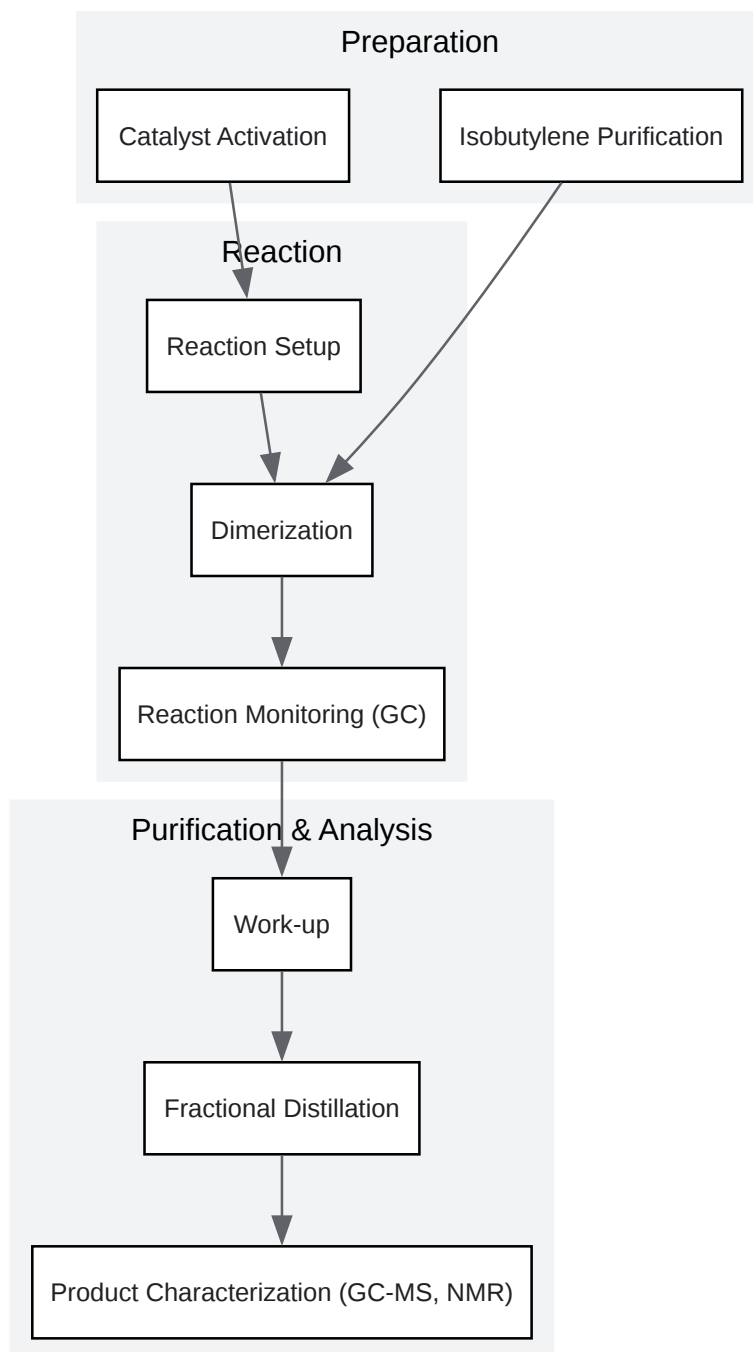 Preparation
Catalyst Activation
Isobutylene Purification
Reaction
Reaction Setup
Dimerization
Reaction Monitoring (GC)
Purification & Analysis
Work-up
Fractional Distillation
Product Characterization (GC-MS, NMR)